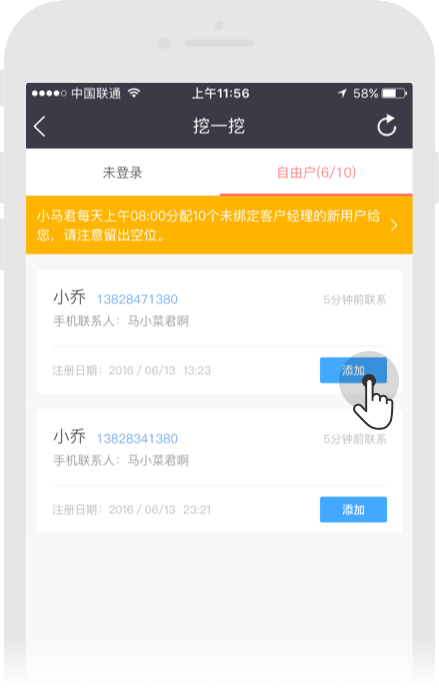 中国联通 上午11:56 58%
挖一挖
未登录 自由户(6/10)
小马君每天上午08:00分配10个未绑定客户经理的新用户给
您，请注意留出空位。
小乔 13828471380 5分钟前联系
手机联系人：马小菜君啊
注册日期：2016 / 06/13 13:23 添加
小乔 13828341380 5分钟前联系
手机联系人：马小菜君啊
注册日期：2016 / 06/13 23:21 添加